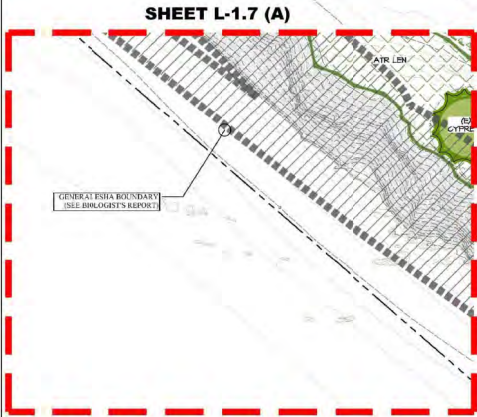 SHEET L-1.7 (A)
ATR LEN
(E)
CYPRE
GENERAL ESHA BOUNDARY
(SEE BIOLOGIST'S REPORT)